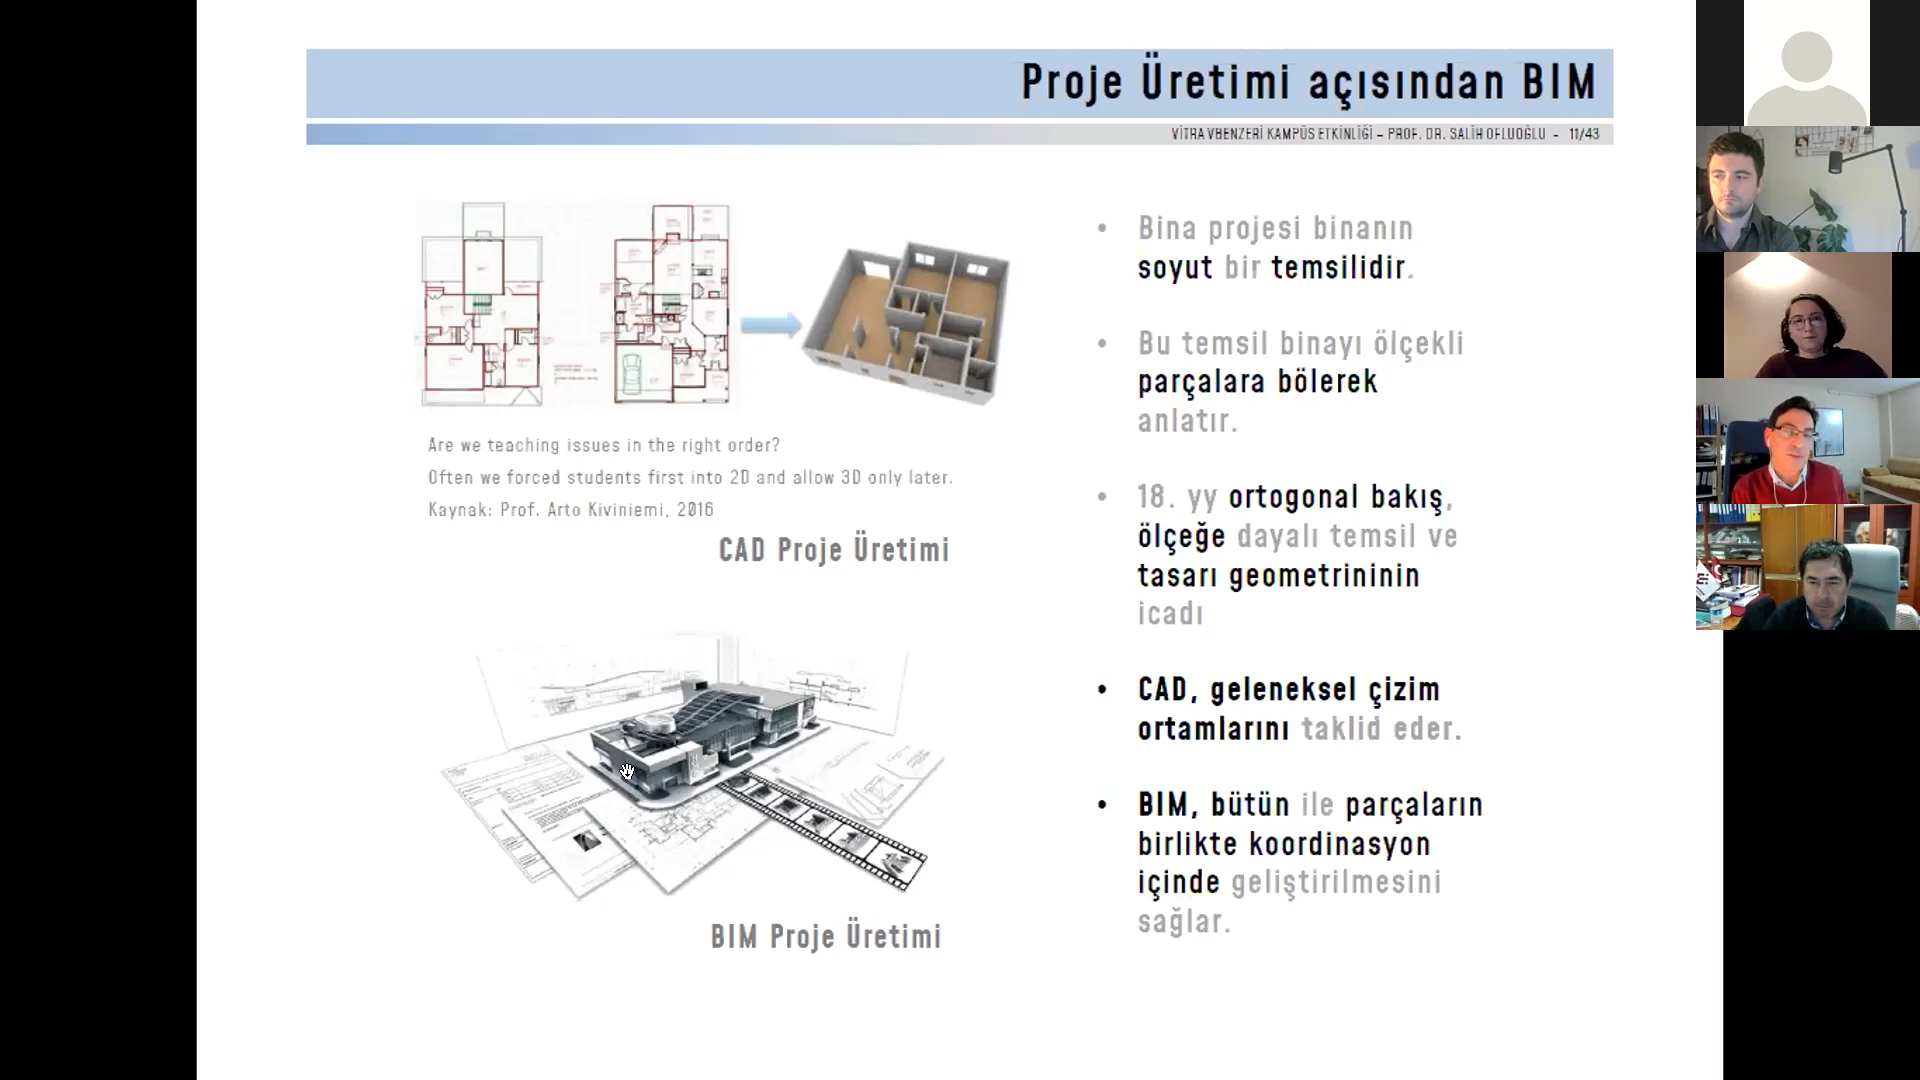 Proje Üretimi açısından BIM
VİTRA VBENZERİ KAMPÜS ETKİNLİĞİ – PROF. DR. SALİH OFLUOĞLU - 11/43
Are we teaching issues in the right order?
Often we forced students first into 2D and allow 3D only later.
Kaynak: Prof. Arto Kiviniemi, 2016
CAD Proje Üretimi
BIM Proje Üretimi
• Bina projesi binanın
soyut bir temsilidir.
• Bu temsil binayı ölçekli
parçalara bölerek
anlatır.
• 18. yy ortogonal bakış,
ölçeğe dayalı temsil ve
tasarı geometrininin
icadı
• CAD, geleneksel çizim
ortamlarını taklid eder.
• BIM, bütün ile parçaların
birlikte koordinasyon
içinde geliştirilmesini
sağlar.